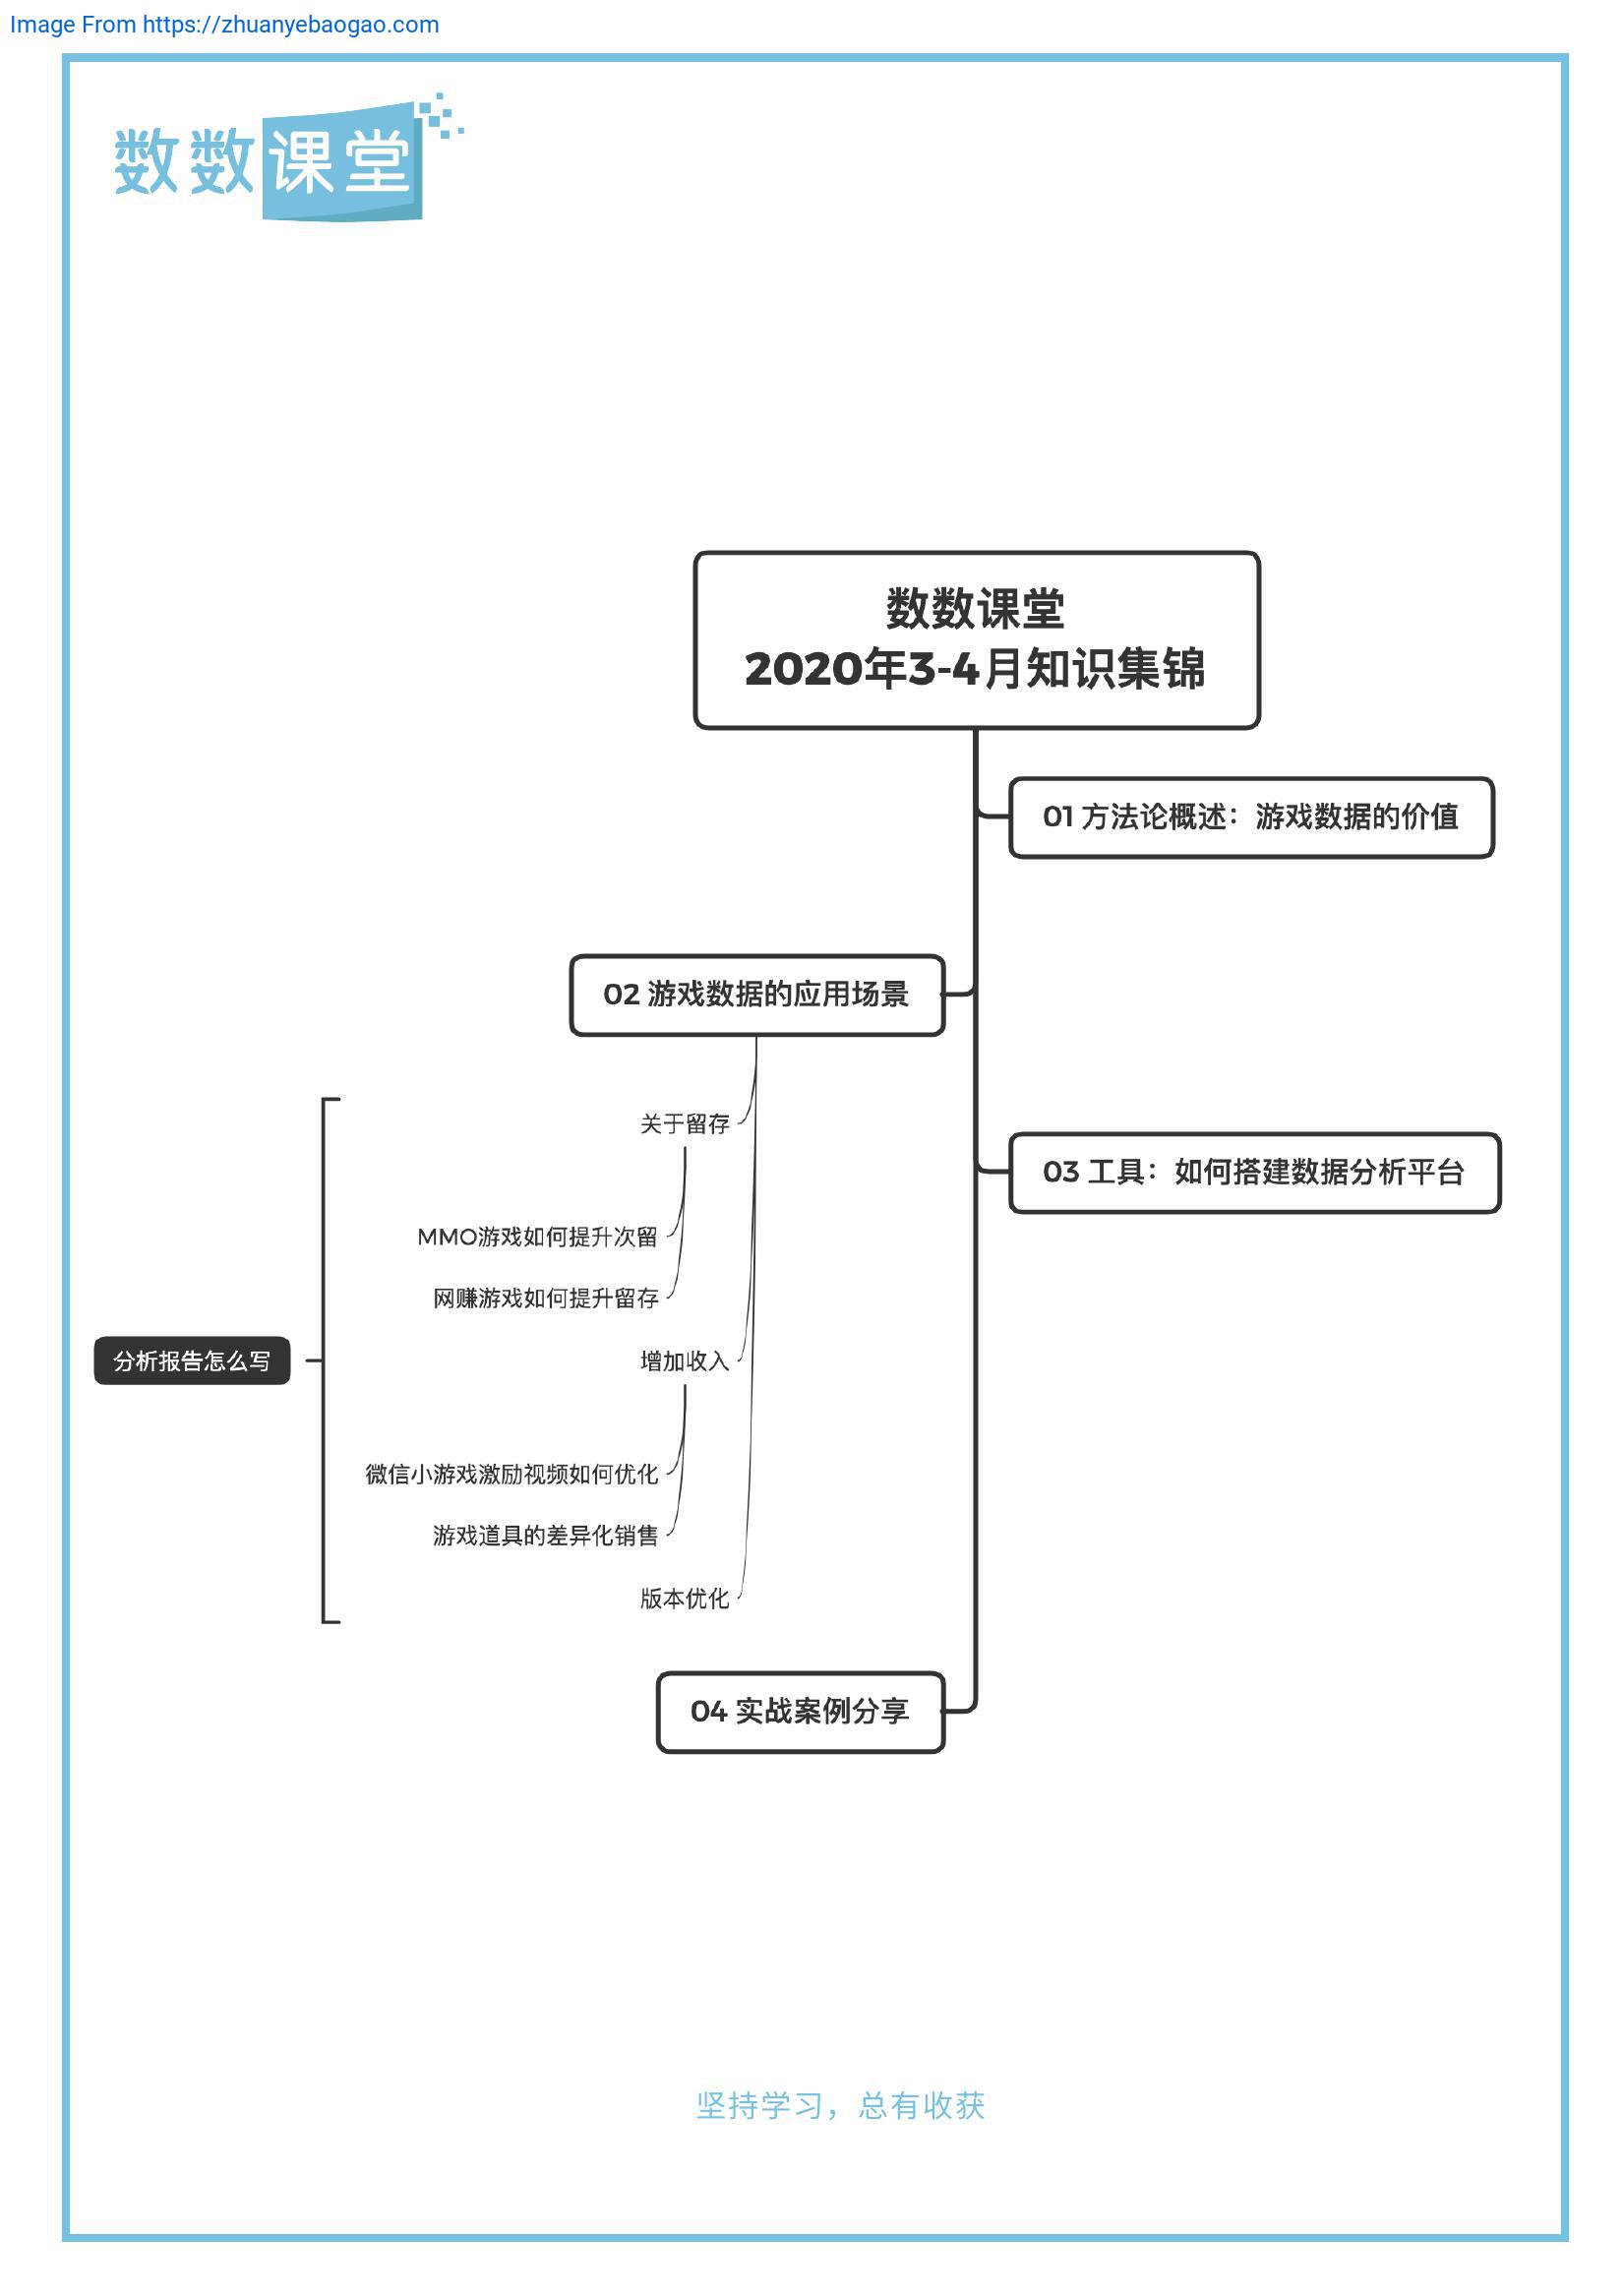 Image From https://zhuanyebaogao.com
数数课堂
数数课堂
2020年3-4月知识集锦
01 方法论概述：游戏数据的价值
02 游戏数据的应用场景
关于留存
03 工具：如何搭建数据分析平台
MMO游戏如何提升次留
网赚游戏如何提升留存
分析报告怎么写
增加收入
微信小游戏激励视频如何优化
游戏道具的差异化销售
版本优化
04 实战案例分享
坚持学习，总有收获